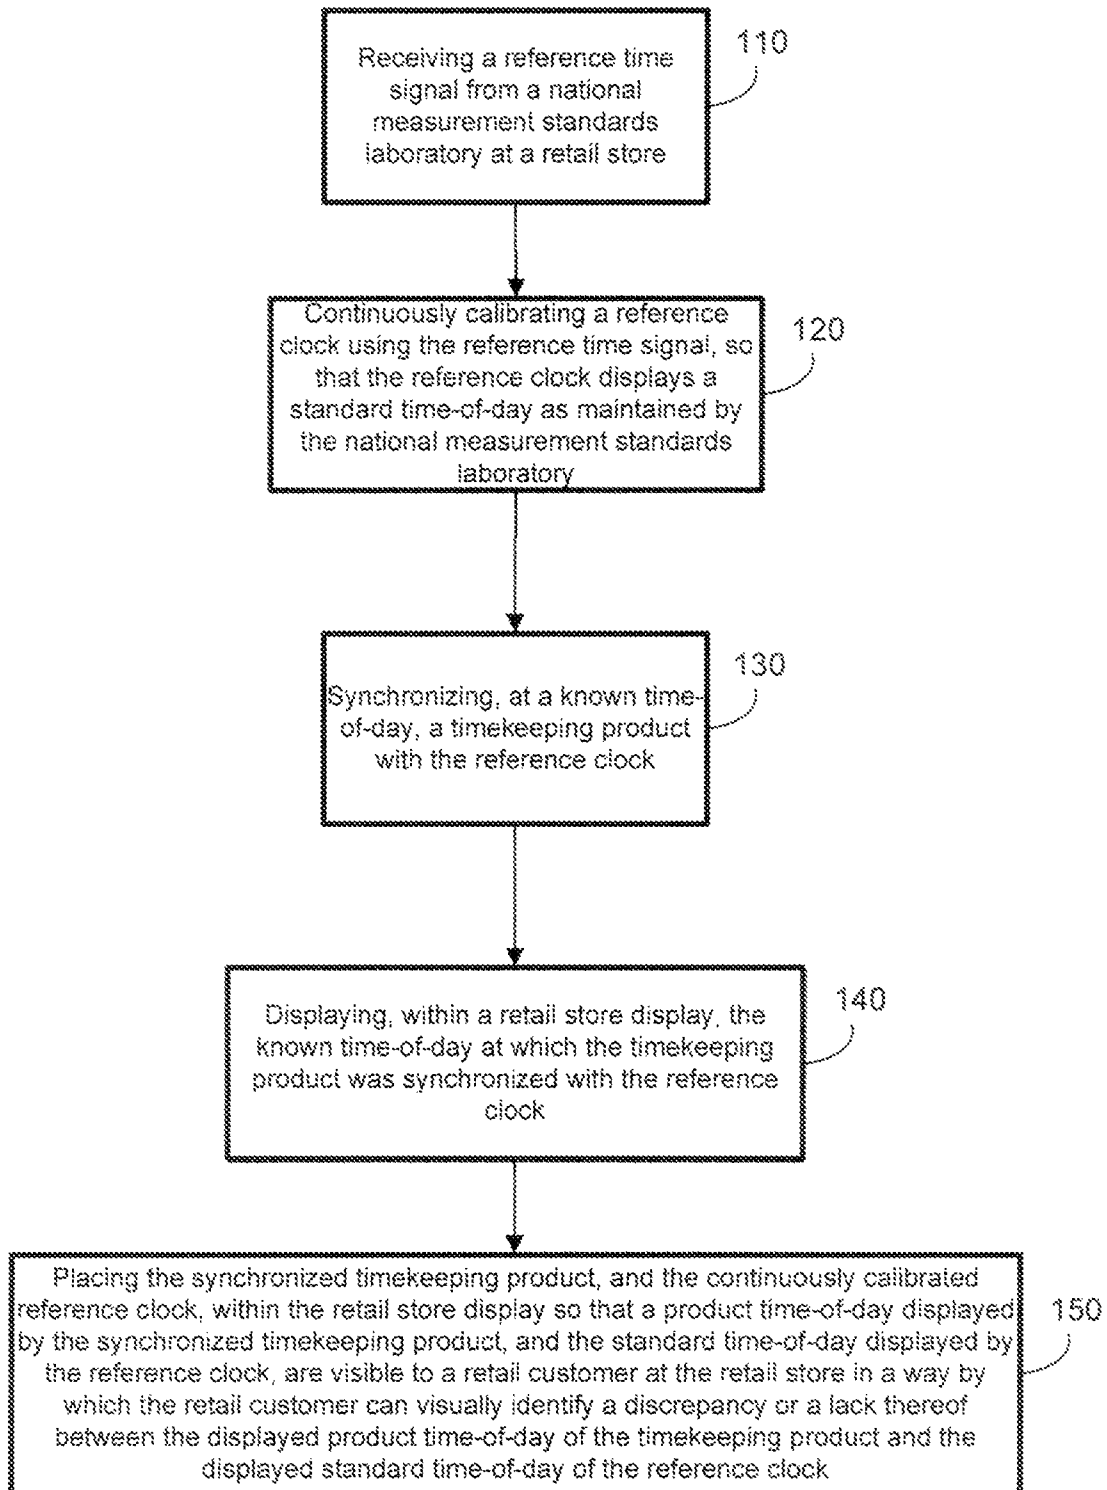 Receiving a reference time
signal from a national
measurement standards
laboratory at a retail store
110
Continuously calibrating a reference
clock using the reference time signal, so
that the reference clock displays a
standard time-of-day as maintained by
the national measurement standards
laboratory
120
Synchronizing, at a known time-
of-day, a timekeeping product
with the reference clock
130
Displaying, within a retail store display, the
known time-of-day at which the timekeeping
product was synchronized with the reference
clock
140
Placing the synchronized timekeeping product, and the continuously calibrated
reference clock, within the retail store display so that a product time-of-day displayed
by the synchronized timekeeping product, and the standard time-of-day displayed by
the reference clock, are visible to a retail customer at the retail store in a way by
which the retail customer can visually identify a discrepancy or a lack thereof
between the displayed product time-of-day of the timekeeping product and the
displayed standard time-of-day of the reference clock
150